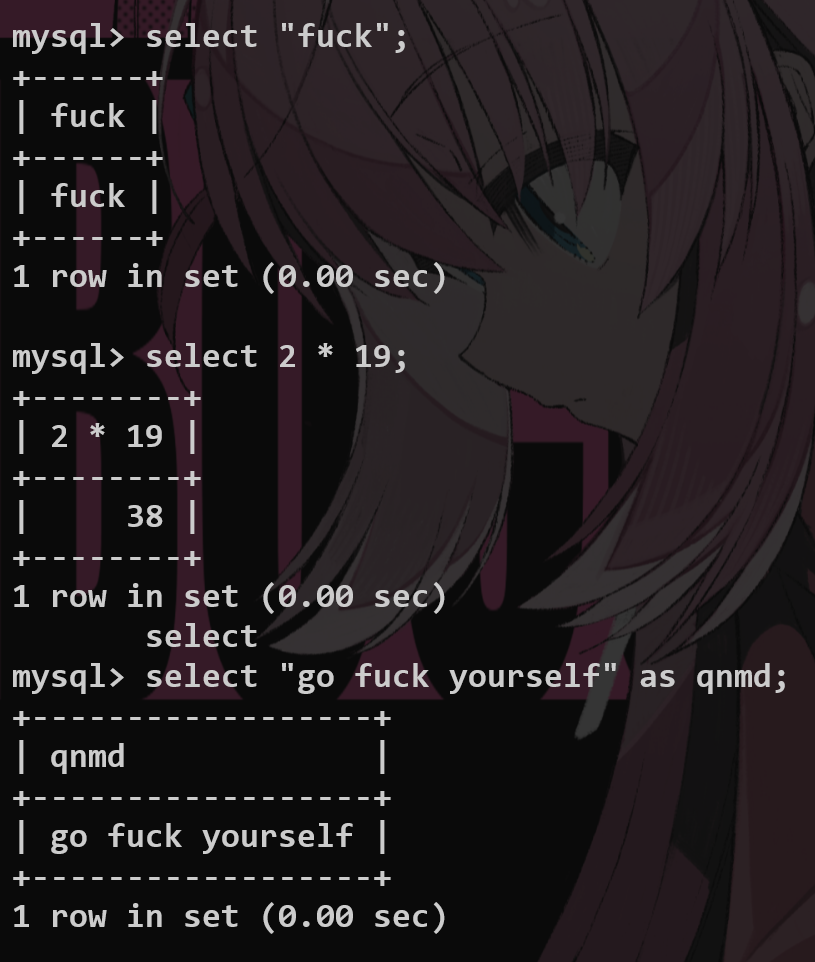 mysql> select "fuck";
+------+
| fuck |
+------+
| fuck |
+------+
1 row in set (0.00 sec)
mysql> select 2 * 19;
+--------+
| 2 * 19 |
+--------+
|     38 |
+--------+
1 row in set (0.00 sec)
       select
mysql> select "go fuck yourself" as qnmd;
+------------------+
| qnmd             |
+------------------+
| go fuck yourself |
+------------------+
1 row in set (0.00 sec)